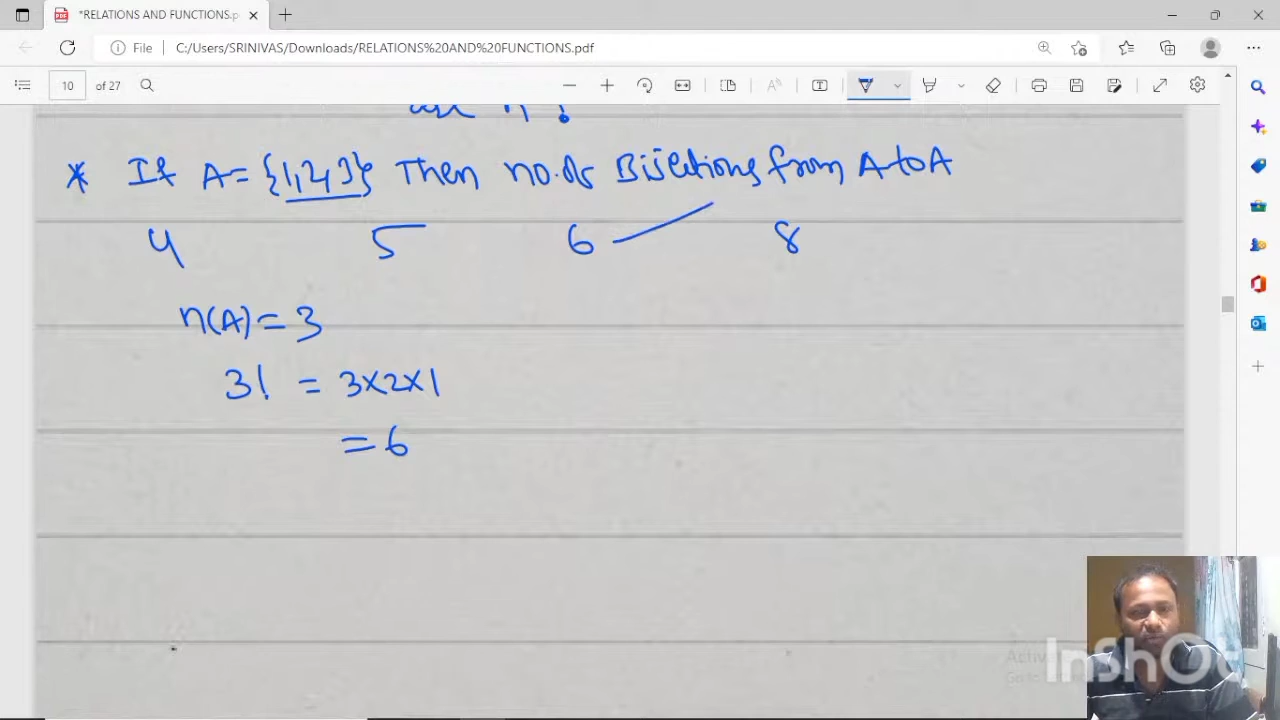 *RELATIONS AND FUNCTIONS.p
File C:/Users/SRINIVAS/Downloads/RELATIONS%20AND%20FUNCTIONS.pdf
10 of 27
are n!
* If A = {1,2,3} Then no. of Bijections from A to A
4 5 6 8
n(A) = 3
3! = 3×2×1
= 6
InShOt